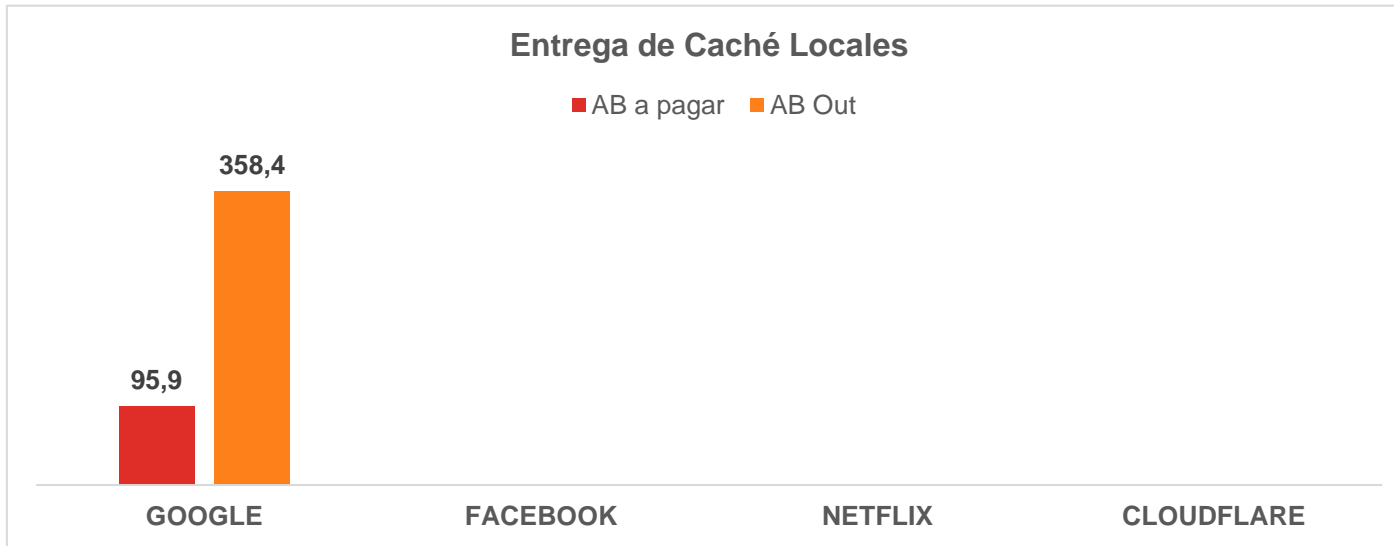 Entrega de Caché Locales
AB a pagar AB Out
358,4
95,9
GOOGLE FACEBOOK NETFLIX CLOUDFLARE